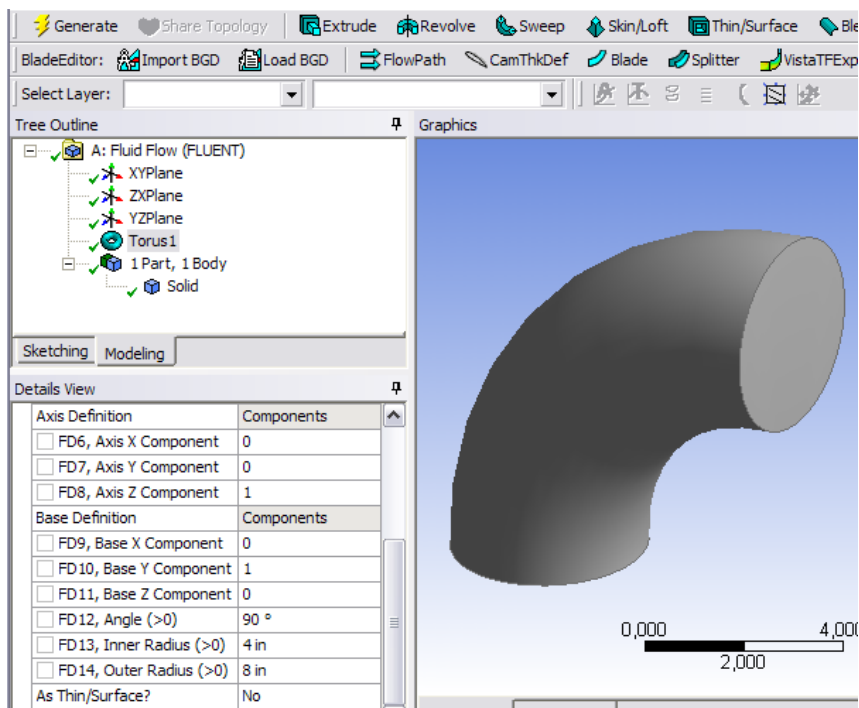 Generate Share Topology Extrude Revolve Sweep Skin/Loft Thin/Surface Ble
BladeEditor: Import BGD Load BGD FlowPath CamThkDef Blade Splitter VistaTFExp
Select Layer:
Tree Outline
A: Fluid Flow (FLUENT)
XYPlane
ZXPlane
YZPlane
Torus1
1 Part, 1 Body
Solid
Sketching Modeling
Details View
Axis Definition Components
FD6, Axis X Component 0
FD7, Axis Y Component 0
FD8, Axis Z Component 1
Base Definition Components
FD9, Base X Component 0
FD10, Base Y Component 1
FD11, Base Z Component 0
FD12, Angle (>0) 90 °
FD13, Inner Radius (>0) 4 in
FD14, Outer Radius (>0) 8 in
As Thin/Surface? No
Graphics
0,000 4,000
2,000